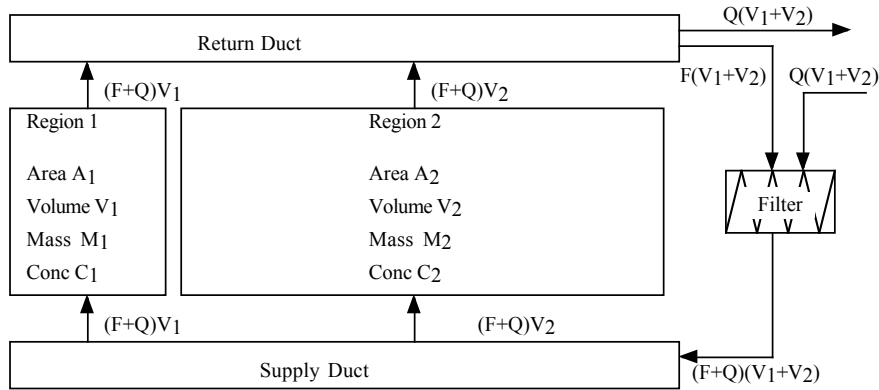 Q(V1+V2)
Return Duct
F(V1+V2)
Q(V1+V2)
(F+Q)V1
(F+Q)V2
Region 1
Region 2
Area A1
Volume V1
Mass M1
Conc C1
Area A2
Volume V2
Mass M2
Conc C2
Filter
(F+Q)V1
(F+Q)V2
Supply Duct
(F+Q)(V1+V2)